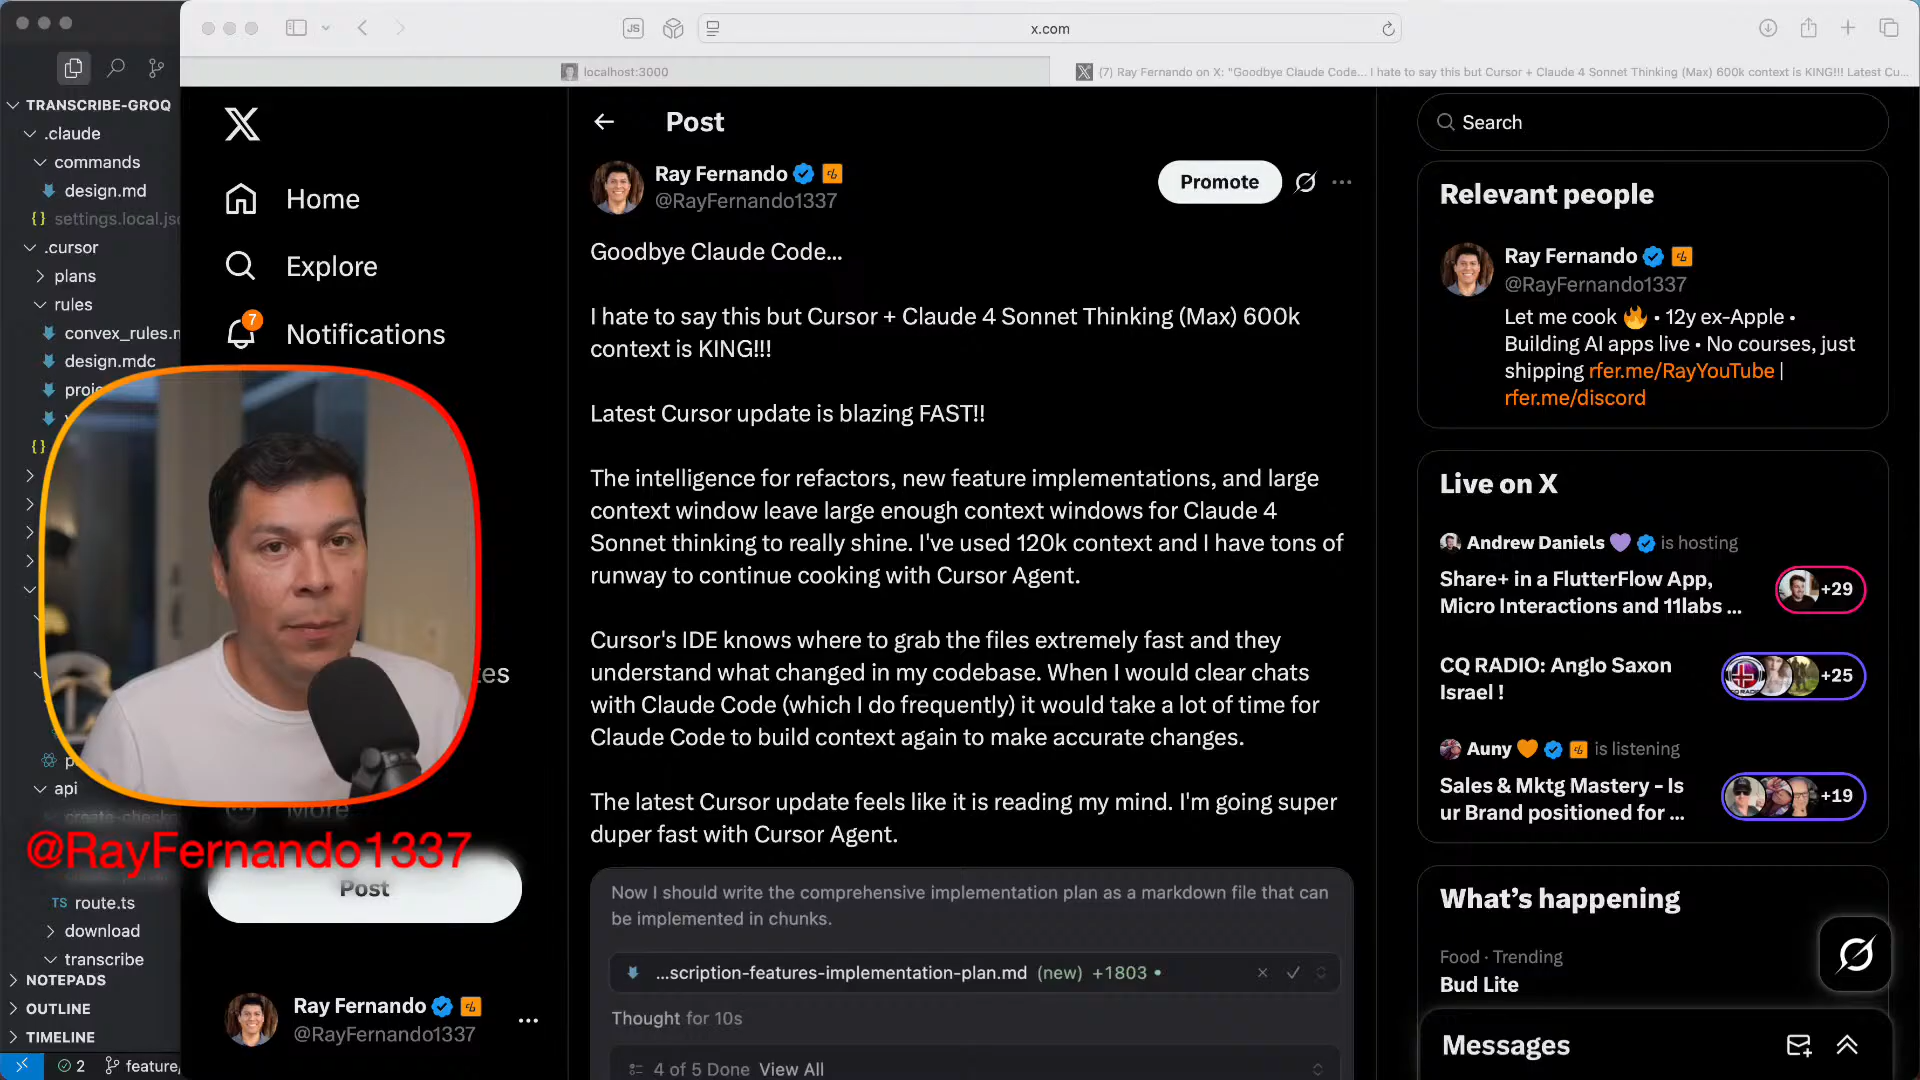 x.com
localhost:3000
(7) Ray Fernando on X: "Goodbye Claude Code... I hate to say this but Cursor + Claude 4 Sonnet Thinking (Max) 600k context is KING!!! Latest Cu...
TRANSCRIBE-GROQ
.claude
commands
design.md
settings.local.jsc
.cursor
plans
rules
convex_rules.m
design.mdc
api
route.ts
download
transcribe
NOTEPADS
OUTLINE
TIMELINE
2
feature/
Home
Explore
7
Notifications
More
@RayFernando1337
Post
Ray Fernando
@RayFernando1337
Post
Ray Fernando
@RayFernando1337
Promote
Goodbye Claude Code...
I hate to say this but Cursor + Claude 4 Sonnet Thinking (Max) 600k
context is KING!!!
Latest Cursor update is blazing FAST!!
The intelligence for refactors, new feature implementations, and large
context window leave large enough context windows for Claude 4
Sonnet thinking to really shine. I've used 120k context and I have tons of
runway to continue cooking with Cursor Agent.
Cursor's IDE knows where to grab the files extremely fast and they
understand what changed in my codebase. When I would clear chats
with Claude Code (which I do frequently) it would take a lot of time for
Claude Code to build context again to make accurate changes.
The latest Cursor update feels like it is reading my mind. I'm going super
duper fast with Cursor Agent.
Now I should write the comprehensive implementation plan as a markdown file that can
be implemented in chunks.
...scription-features-implementation-plan.md (new) +1803 •
Thought for 10s
4 of 5 Done View All
Search
Relevant people
Ray Fernando
@RayFernando1337
Let me cook 🔥 • 12y ex-Apple •
Building AI apps live • No courses, just
shipping rfer.me/RayYouTube |
rfer.me/discord
Live on X
Andrew Daniels 💜 is hosting
Share+ in a FlutterFlow App,
Micro Interactions and 11labs ...
+29
CQ RADIO: Anglo Saxon
Israel !
+25
Auny 🧡 is listening
Sales & Mktg Mastery - Is
ur Brand positioned for ...
+19
What's happening
Food · Trending
Bud Lite
Messages